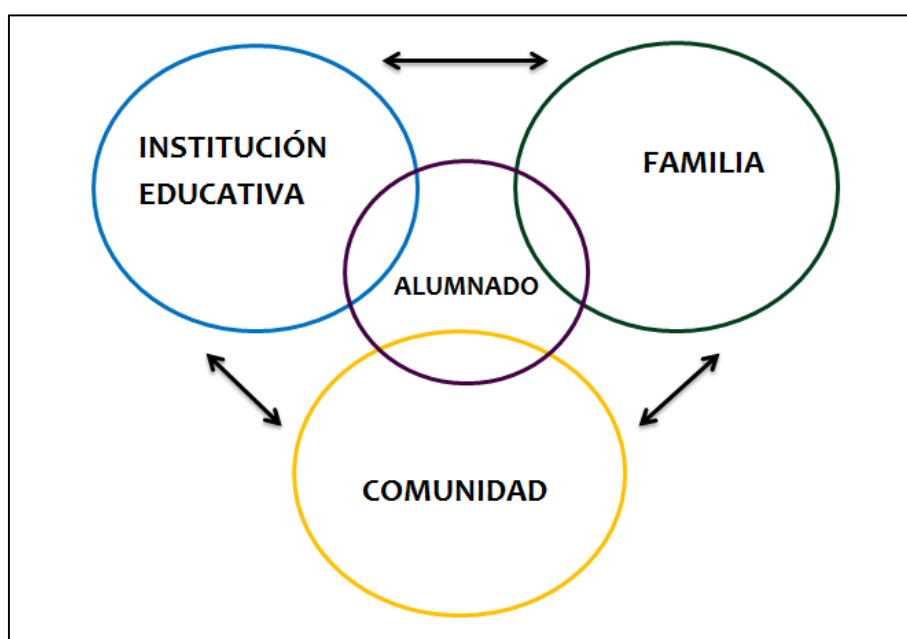 INSTITUCIÓN
EDUCATIVA
FAMILIA
ALUMNADO
COMUNIDAD